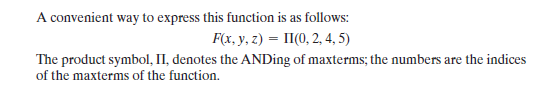 A convenient way to express this function is as follows:
F(x, y, z) = Π(0, 2, 4, 5)
The product symbol, Π, denotes the ANDing of maxterms; the numbers are the indices
of the maxterms of the function.